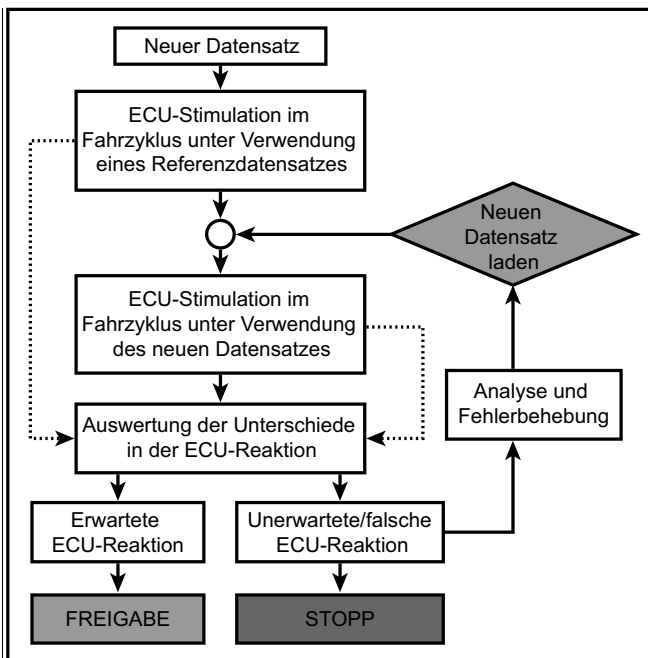 Neuer Datensatz
ECU-Stimulation im
Fahrzyklus unter Verwendung
eines Referenzdatensatzes
Neuen
Datensatz
laden
ECU-Stimulation im
Fahrzyklus unter Verwendung
des neuen Datensatzes
Analyse und
Fehlerbehebung
Auswertung der Unterschiede
in der ECU-Reaktion
Erwartete
ECU-Reaktion
Unerwartete/falsche
ECU-Reaktion
FREIGABE
STOPP